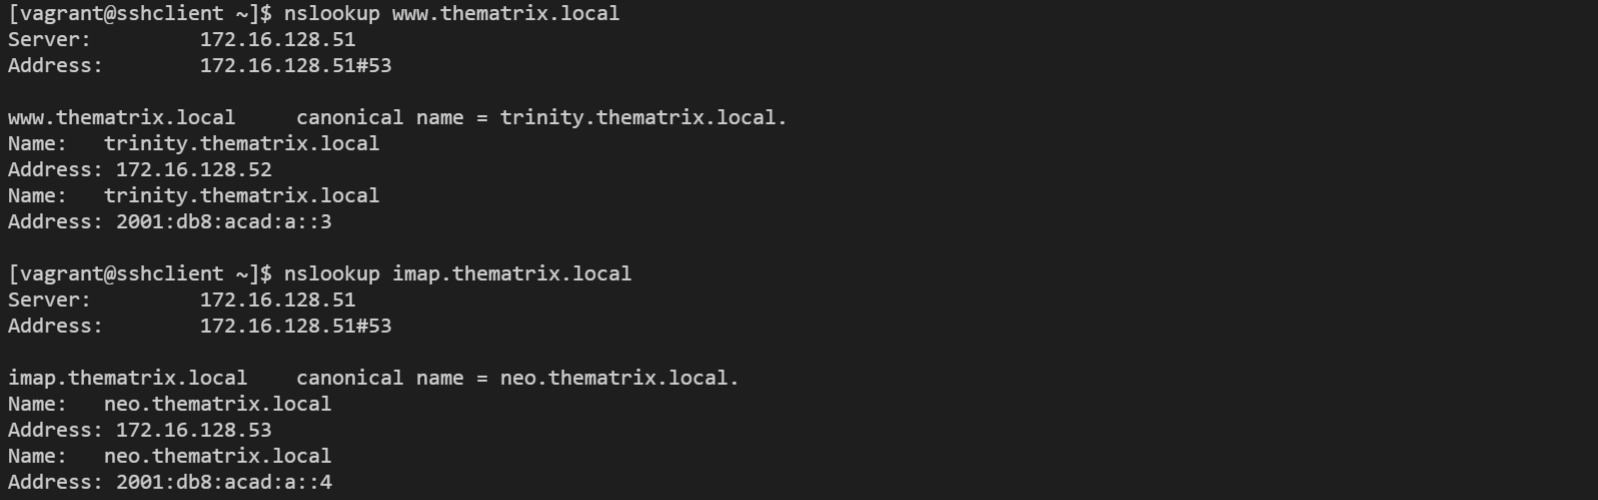 [vagrant@sshclient ~]$ nslookup www.thematrix.local
Server:         172.16.128.51
Address:        172.16.128.51#53

www.thematrix.local     canonical name = trinity.thematrix.local.
Name:   trinity.thematrix.local
Address: 172.16.128.52
Name:   trinity.thematrix.local
Address: 2001:db8:acad:a::3

[vagrant@sshclient ~]$ nslookup imap.thematrix.local
Server:         172.16.128.51
Address:        172.16.128.51#53

imap.thematrix.local    canonical name = neo.thematrix.local.
Name:   neo.thematrix.local
Address: 172.16.128.53
Name:   neo.thematrix.local
Address: 2001:db8:acad:a::4